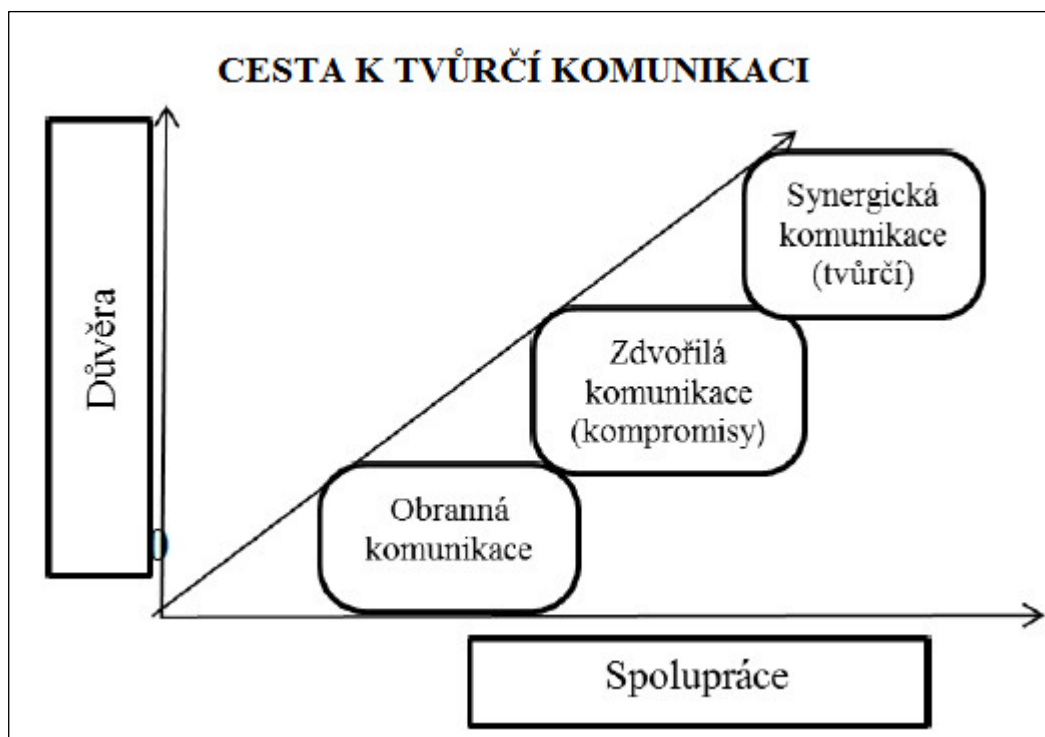 CESTA K TVŮRČÍ KOMUNIKACI
Důvěra
Synergická
komunikace
(tvůrčí)
Zdvořilá
komunikace
(kompromisy)
Obranná
komunikace
0
Spolupráce